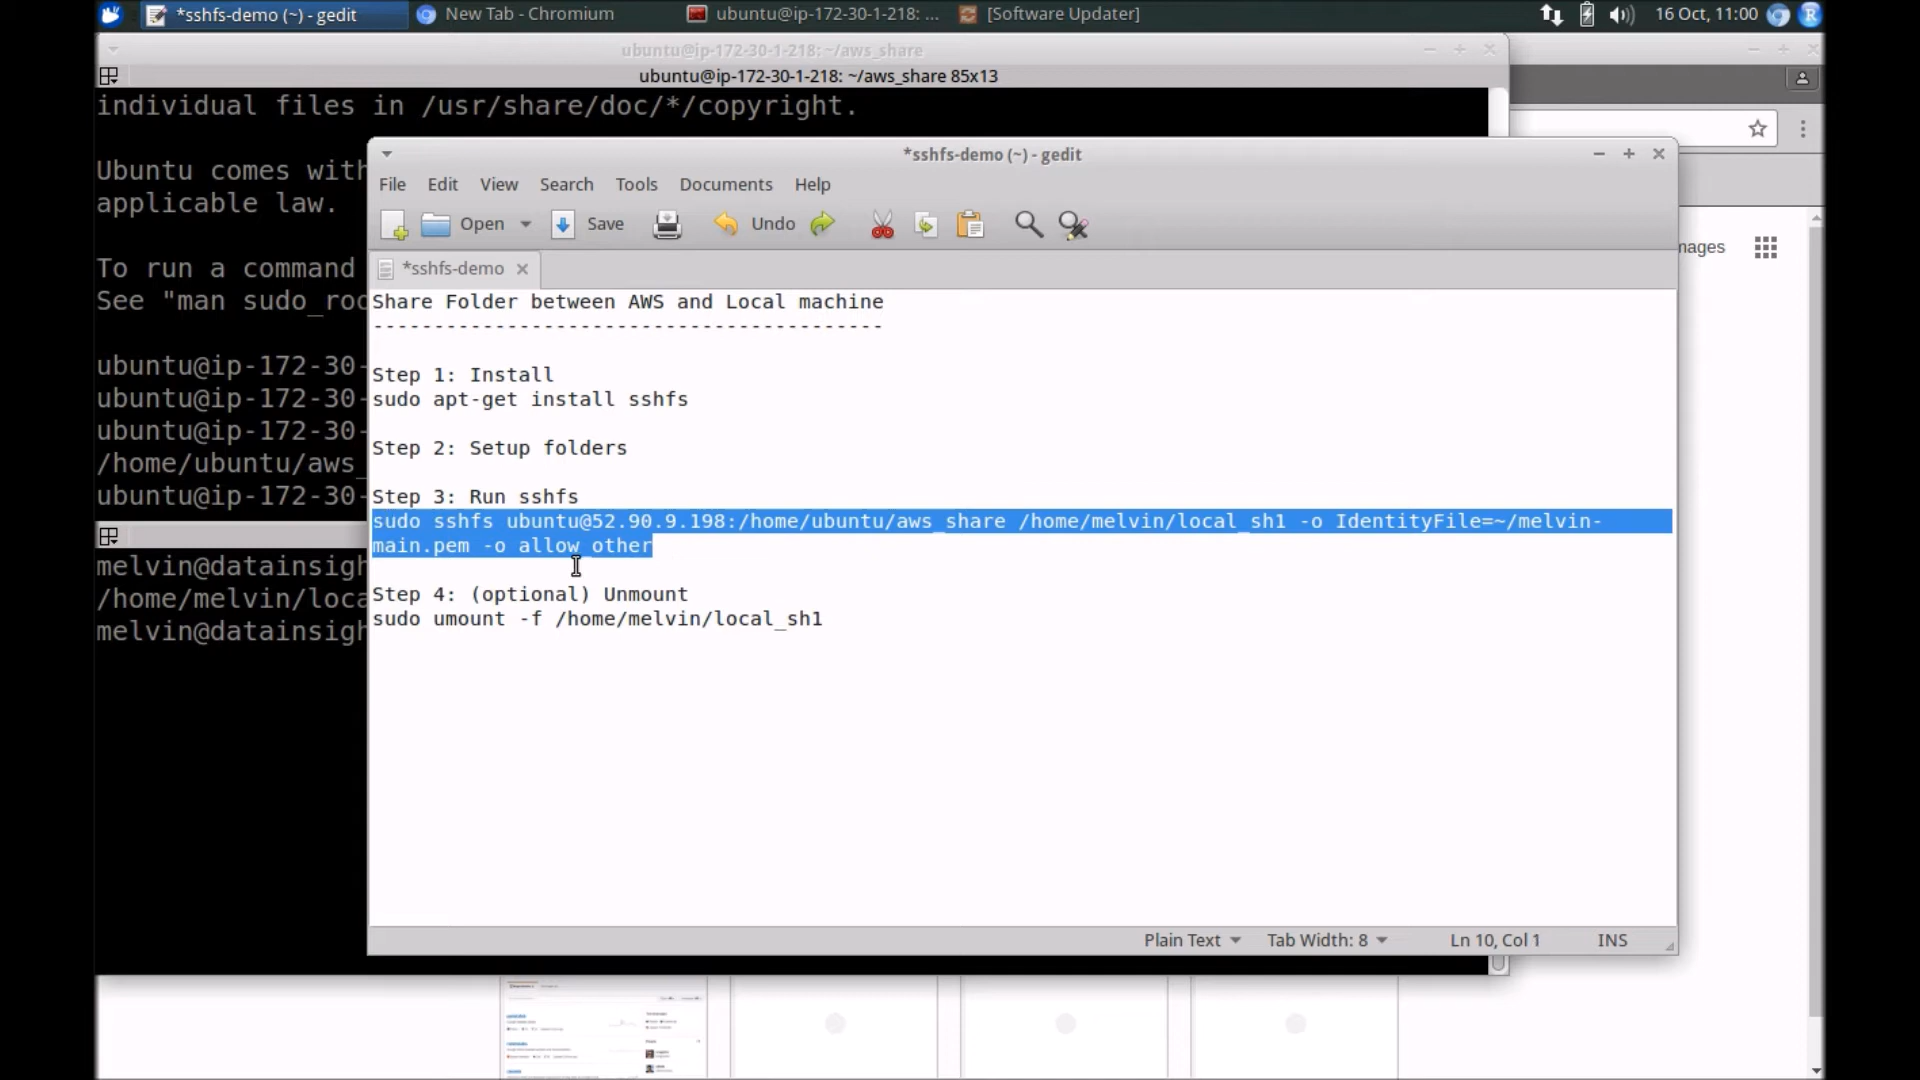 *sshfs-demo (~) - gedit
New Tab - Chromium
ubuntu@ip-172-30-1-218: ...
[Software Updater]
16 Oct, 11:00
ubuntu@ip-172-30-1-218: ~/aws_share
ubuntu@ip-172-30-1-218: ~/aws_share 85x13
individual files in /usr/share/doc/*/copyright.
Ubuntu comes with
applicable law.
To run a command
See "man sudo_roo
ubuntu@ip-172-30-
ubuntu@ip-172-30-
ubuntu@ip-172-30-
/home/ubuntu/aws_
ubuntu@ip-172-30-
melvin@datainsigh
/home/melvin/loca
melvin@datainsigh
*sshfs-demo (~) - gedit
File Edit View Search Tools Documents Help
Open Save Undo
*sshfs-demo
Share Folder between AWS and Local machine
------------------------------------------
Step 1: Install
sudo apt-get install sshfs
Step 2: Setup folders
Step 3: Run sshfs
sudo sshfs ubuntu@52.90.9.198:/home/ubuntu/aws_share /home/melvin/local_sh1 -o IdentityFile=~/melvin-
main.pem -o allow_other
Step 4: (optional) Unmount
sudo umount -f /home/melvin/local_sh1
Plain Text Tab Width: 8 Ln 10, Col 1 INS
nages